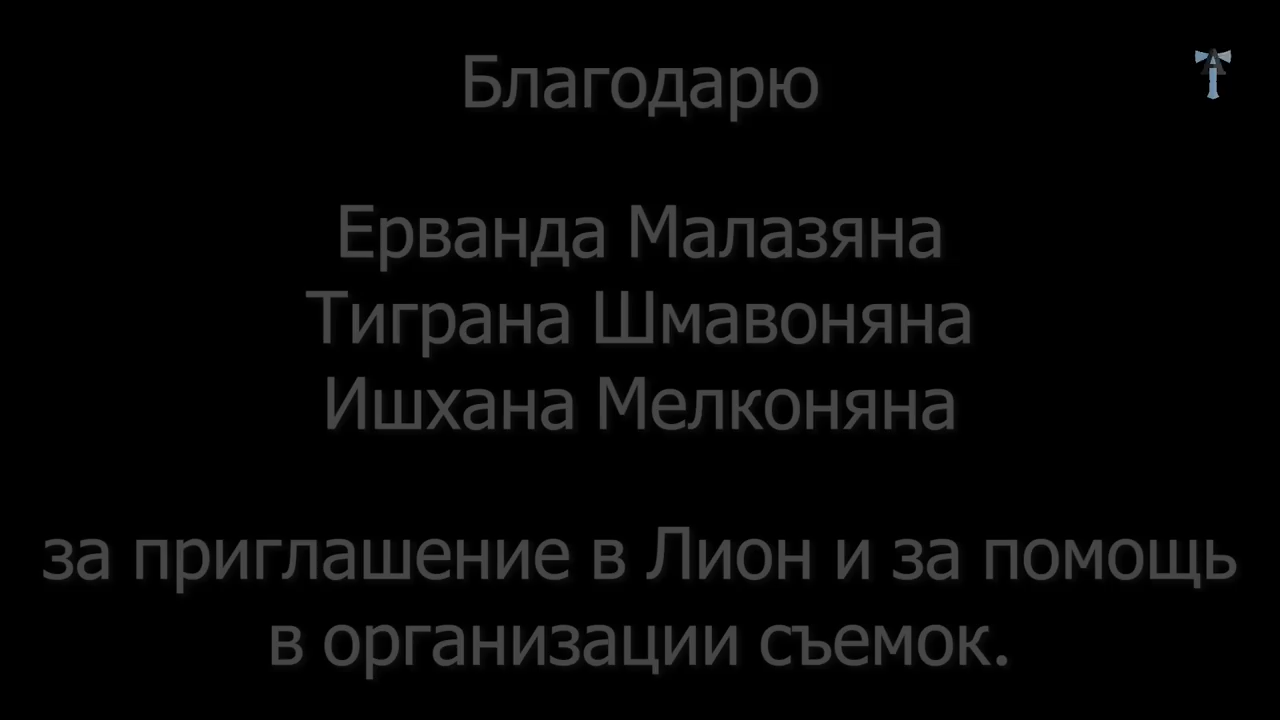 Благодарю
Ерванда Малазяна
Тиграна Шмавоняна
Ишхана Мелконяна
за приглашение в Лион и за помощь
в организации съемок.